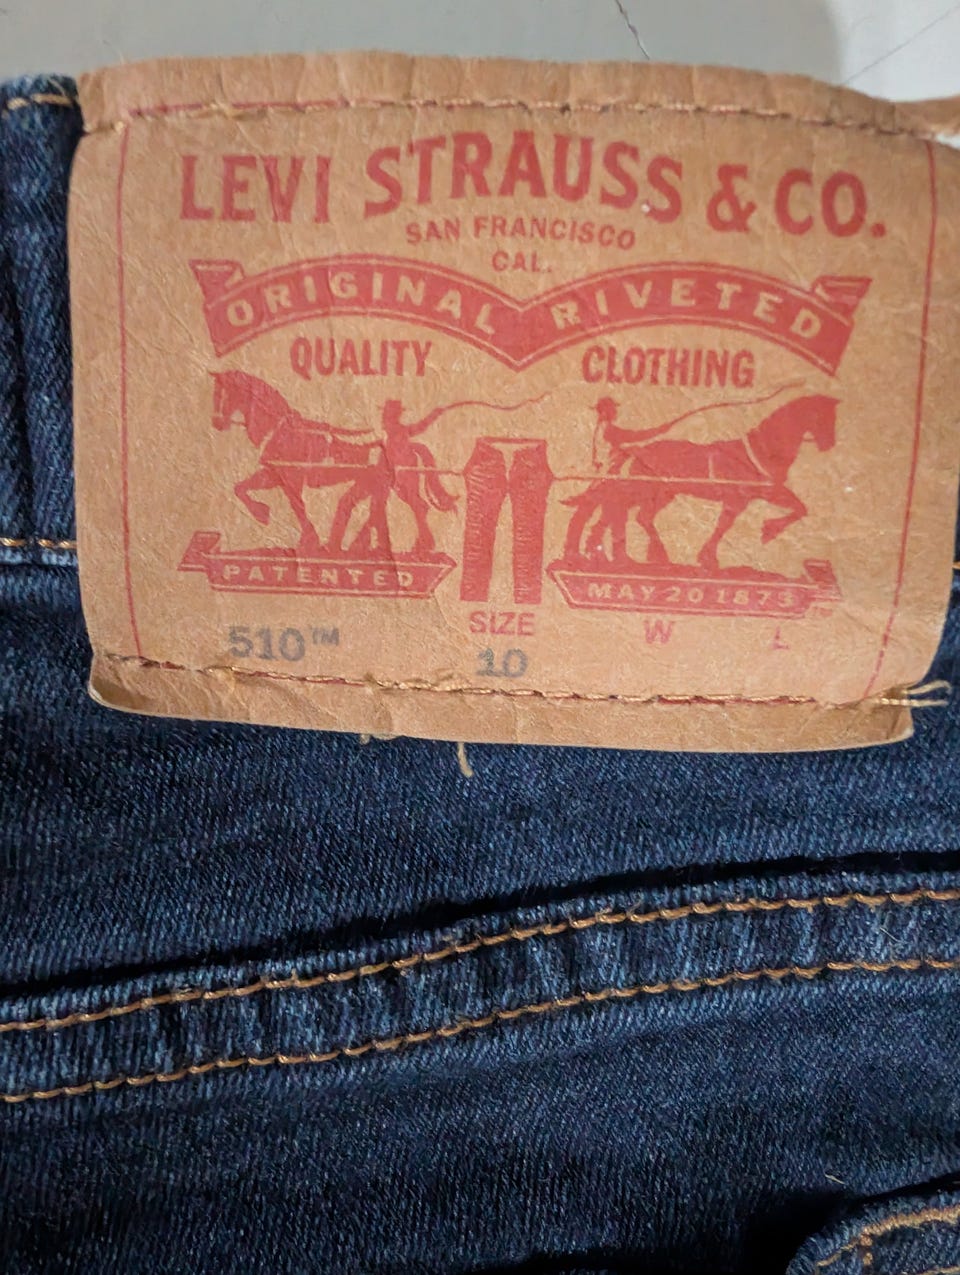 LEVI STRAUSS & CO.
SAN FRANCISCO
CAL.
ORIGINAL RIVETED
QUALITY CLOTHING
PATENTED MAY 20 1873
SIZE W L
510™ 10